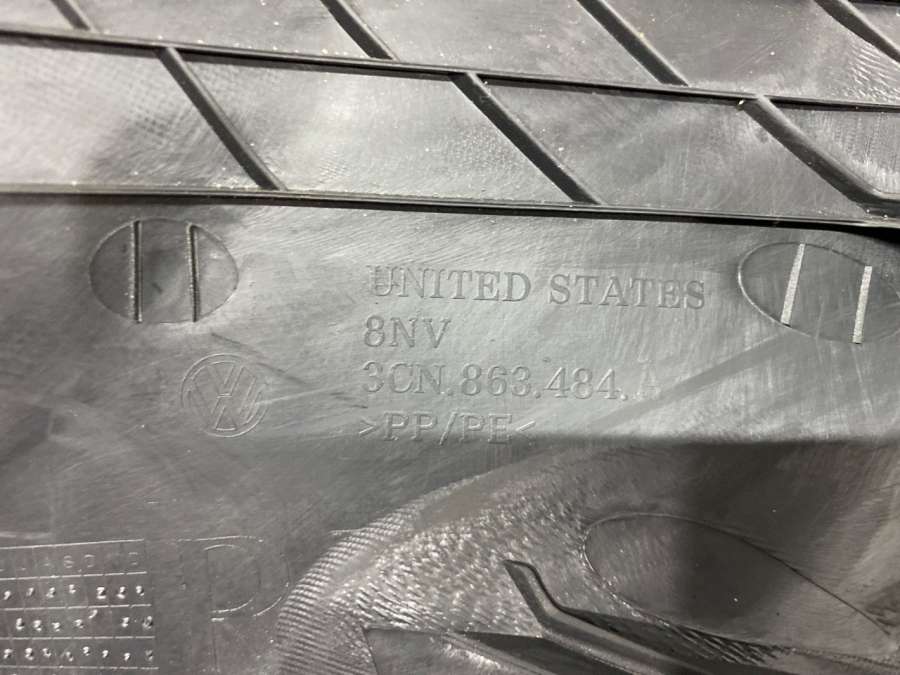 UNITED STATES
8NV
3CN.863.484.A
>PP/PE<